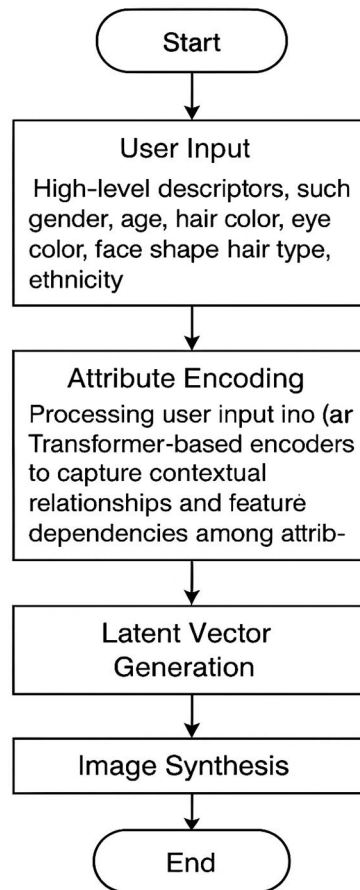 Start
User Input
High-level descriptors, such
gender, age, hair color, eye
color, face shape hair type,
ethnicity
Attribute Encoding
Processing user input ino (ar
Transformer-based encoders
to capture contextual
relationships and feature
dependencies among attrib-
Latent Vector
Generation
Image Synthesis
End